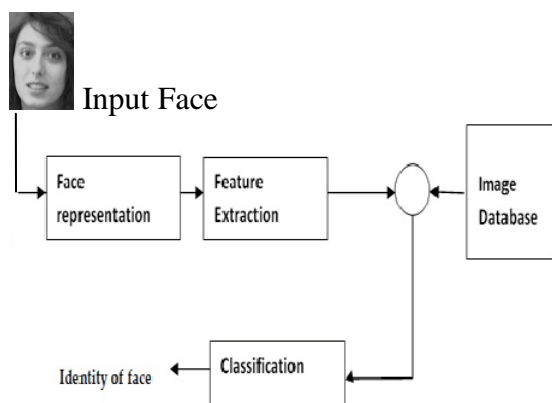 Input Face
Face
representation
Feature
Extraction
Image
Database
Classification
Identity of face